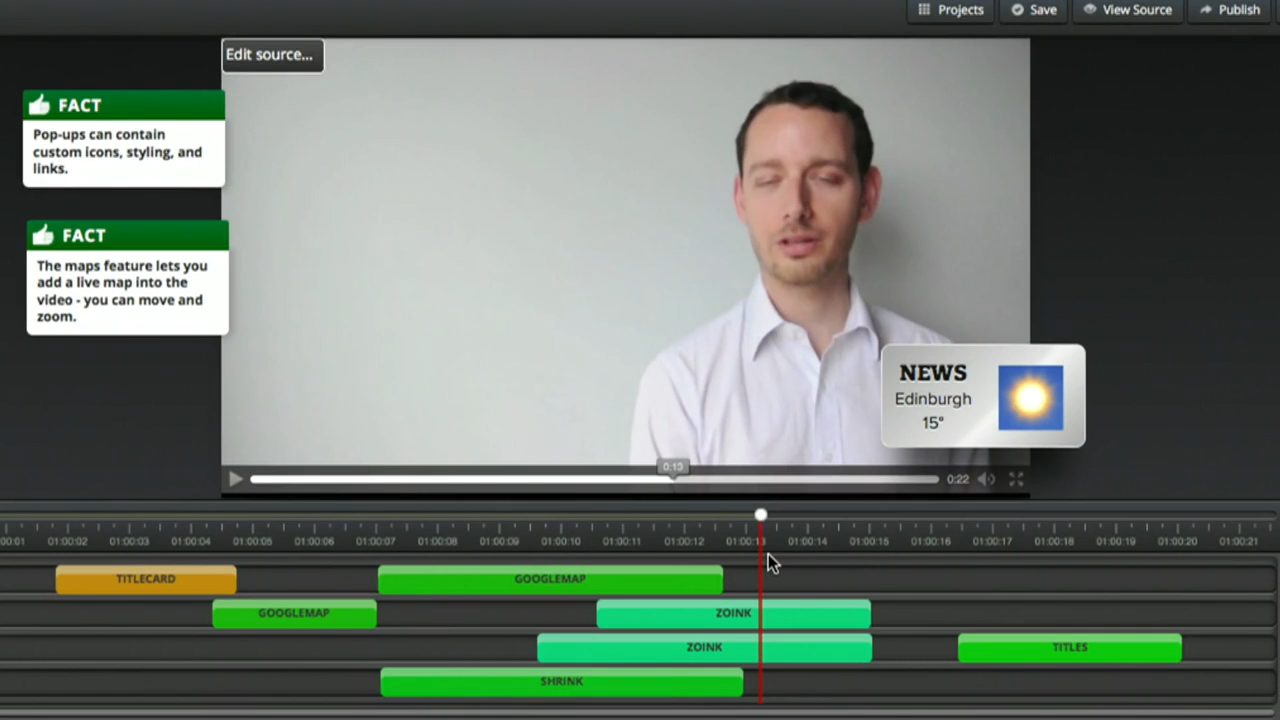 Projects
Save
View Source
Publish
Edit source...
FACT
Pop-ups can contain
custom icons, styling, and
links.
FACT
The maps feature lets you
add a live map into the
video - you can move and
zoom.
NEWS
Edinburgh
15°
0:13
0:22
00:01
01:00:02
01:00:03
01:00:04
01:00:05
01:00:06
01:00:07
01:00:08
01:00:09
01:00:10
01:00:11
01:00:12
01:00:13
01:00:14
01:00:15
01:00:16
01:00:17
01:00:18
01:00:19
01:00:20
01:00:21
TITLECARD
GOOGLEMAP
GOOGLEMAP
ZOINK
ZOINK
TITLES
SHRINK